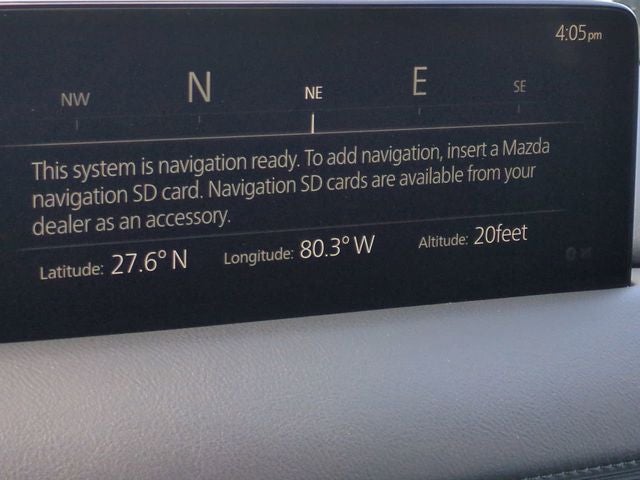 4:05pm
NW N NE E SE
This system is navigation ready. To add navigation, insert a Mazda
navigation SD card. Navigation SD cards are available from your
dealer as an accessory.
Latitude: 27.6° N Longitude: 80.3° W Altitude: 20feet